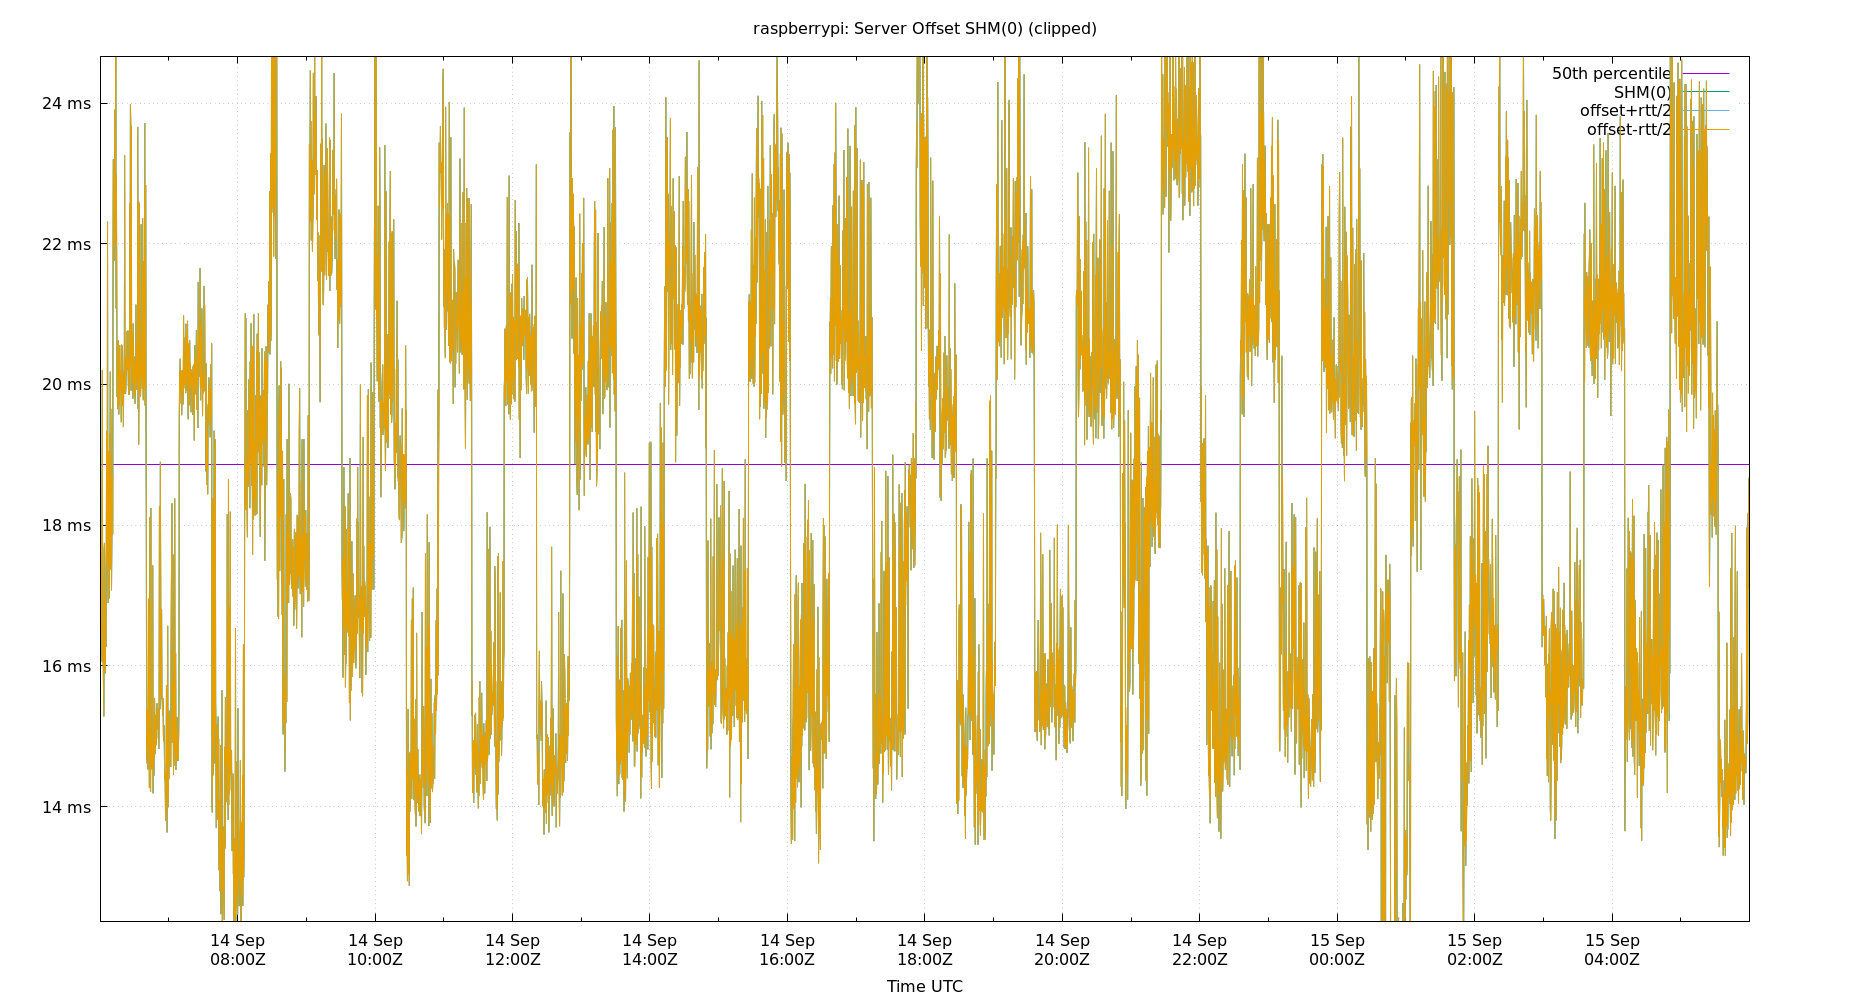 raspberrypi: Server Offset SHM(0) (clipped)
50th percentile
SHM(0)
offset+rtt/2
offset-rtt/2
24 ms
22 ms
20 ms
18 ms
16 ms
14 ms
14 Sep 14 Sep 14 Sep 14 Sep 14 Sep 14 Sep 14 Sep 14 Sep 15 Sep 15 Sep 15 Sep
08:00Z 10:00Z 12:00Z 14:00Z 16:00Z 18:00Z 20:00Z 22:00Z 00:00Z 02:00Z 04:00Z
Time UTC